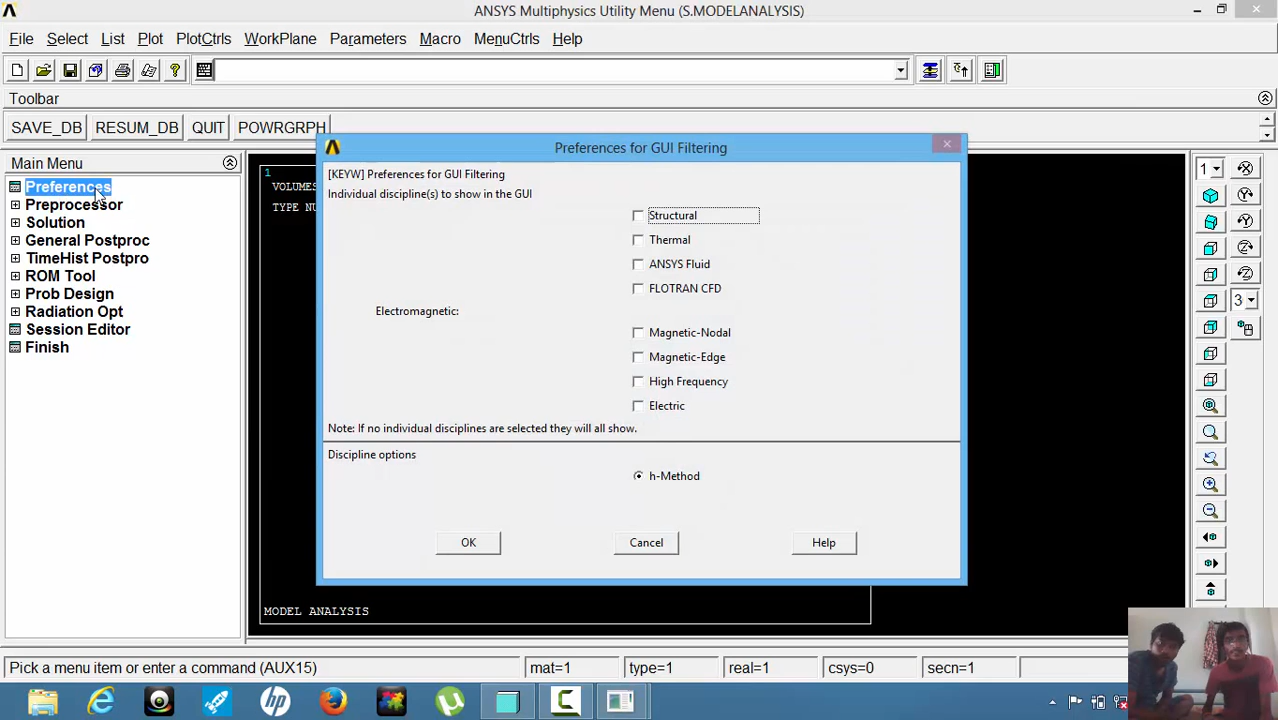 ANSYS Multiphysics Utility Menu (S.MODELANALYSIS)
File Select List Plot PlotCtrls WorkPlane Parameters Macro MenuCtrls Help
Toolbar
SAVE_DB RESUM_DB QUIT POWRGRPH
Main Menu
Preferences
Preprocessor
Solution
General Postproc
TimeHist Postpro
ROM Tool
Prob Design
Radiation Opt
Session Editor
Finish
1
VOLUMES
TYPE NU
MODEL ANALYSIS
Preferences for GUI Filtering
[KEYW] Preferences for GUI Filtering
Individual discipline(s) to show in the GUI
Structural
Thermal
ANSYS Fluid
FLOTRAN CFD
Electromagnetic:
Magnetic-Nodal
Magnetic-Edge
High Frequency
Electric
Note: If no individual disciplines are selected they will all show.
Discipline options
h-Method
OK Cancel Help
1
3
Pick a menu item or enter a command (AUX15) mat=1 type=1 real=1 csys=0 secn=1